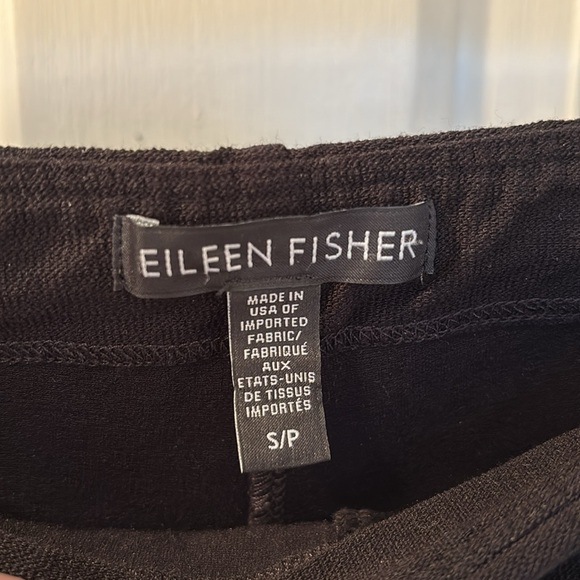 EILEEN FISHER
MADE IN
USA OF
IMPORTED
FABRIC/
FABRIQUÉ
AUX
ETATS-UNIS
DE TISSUS
IMPORTÉS
S/P